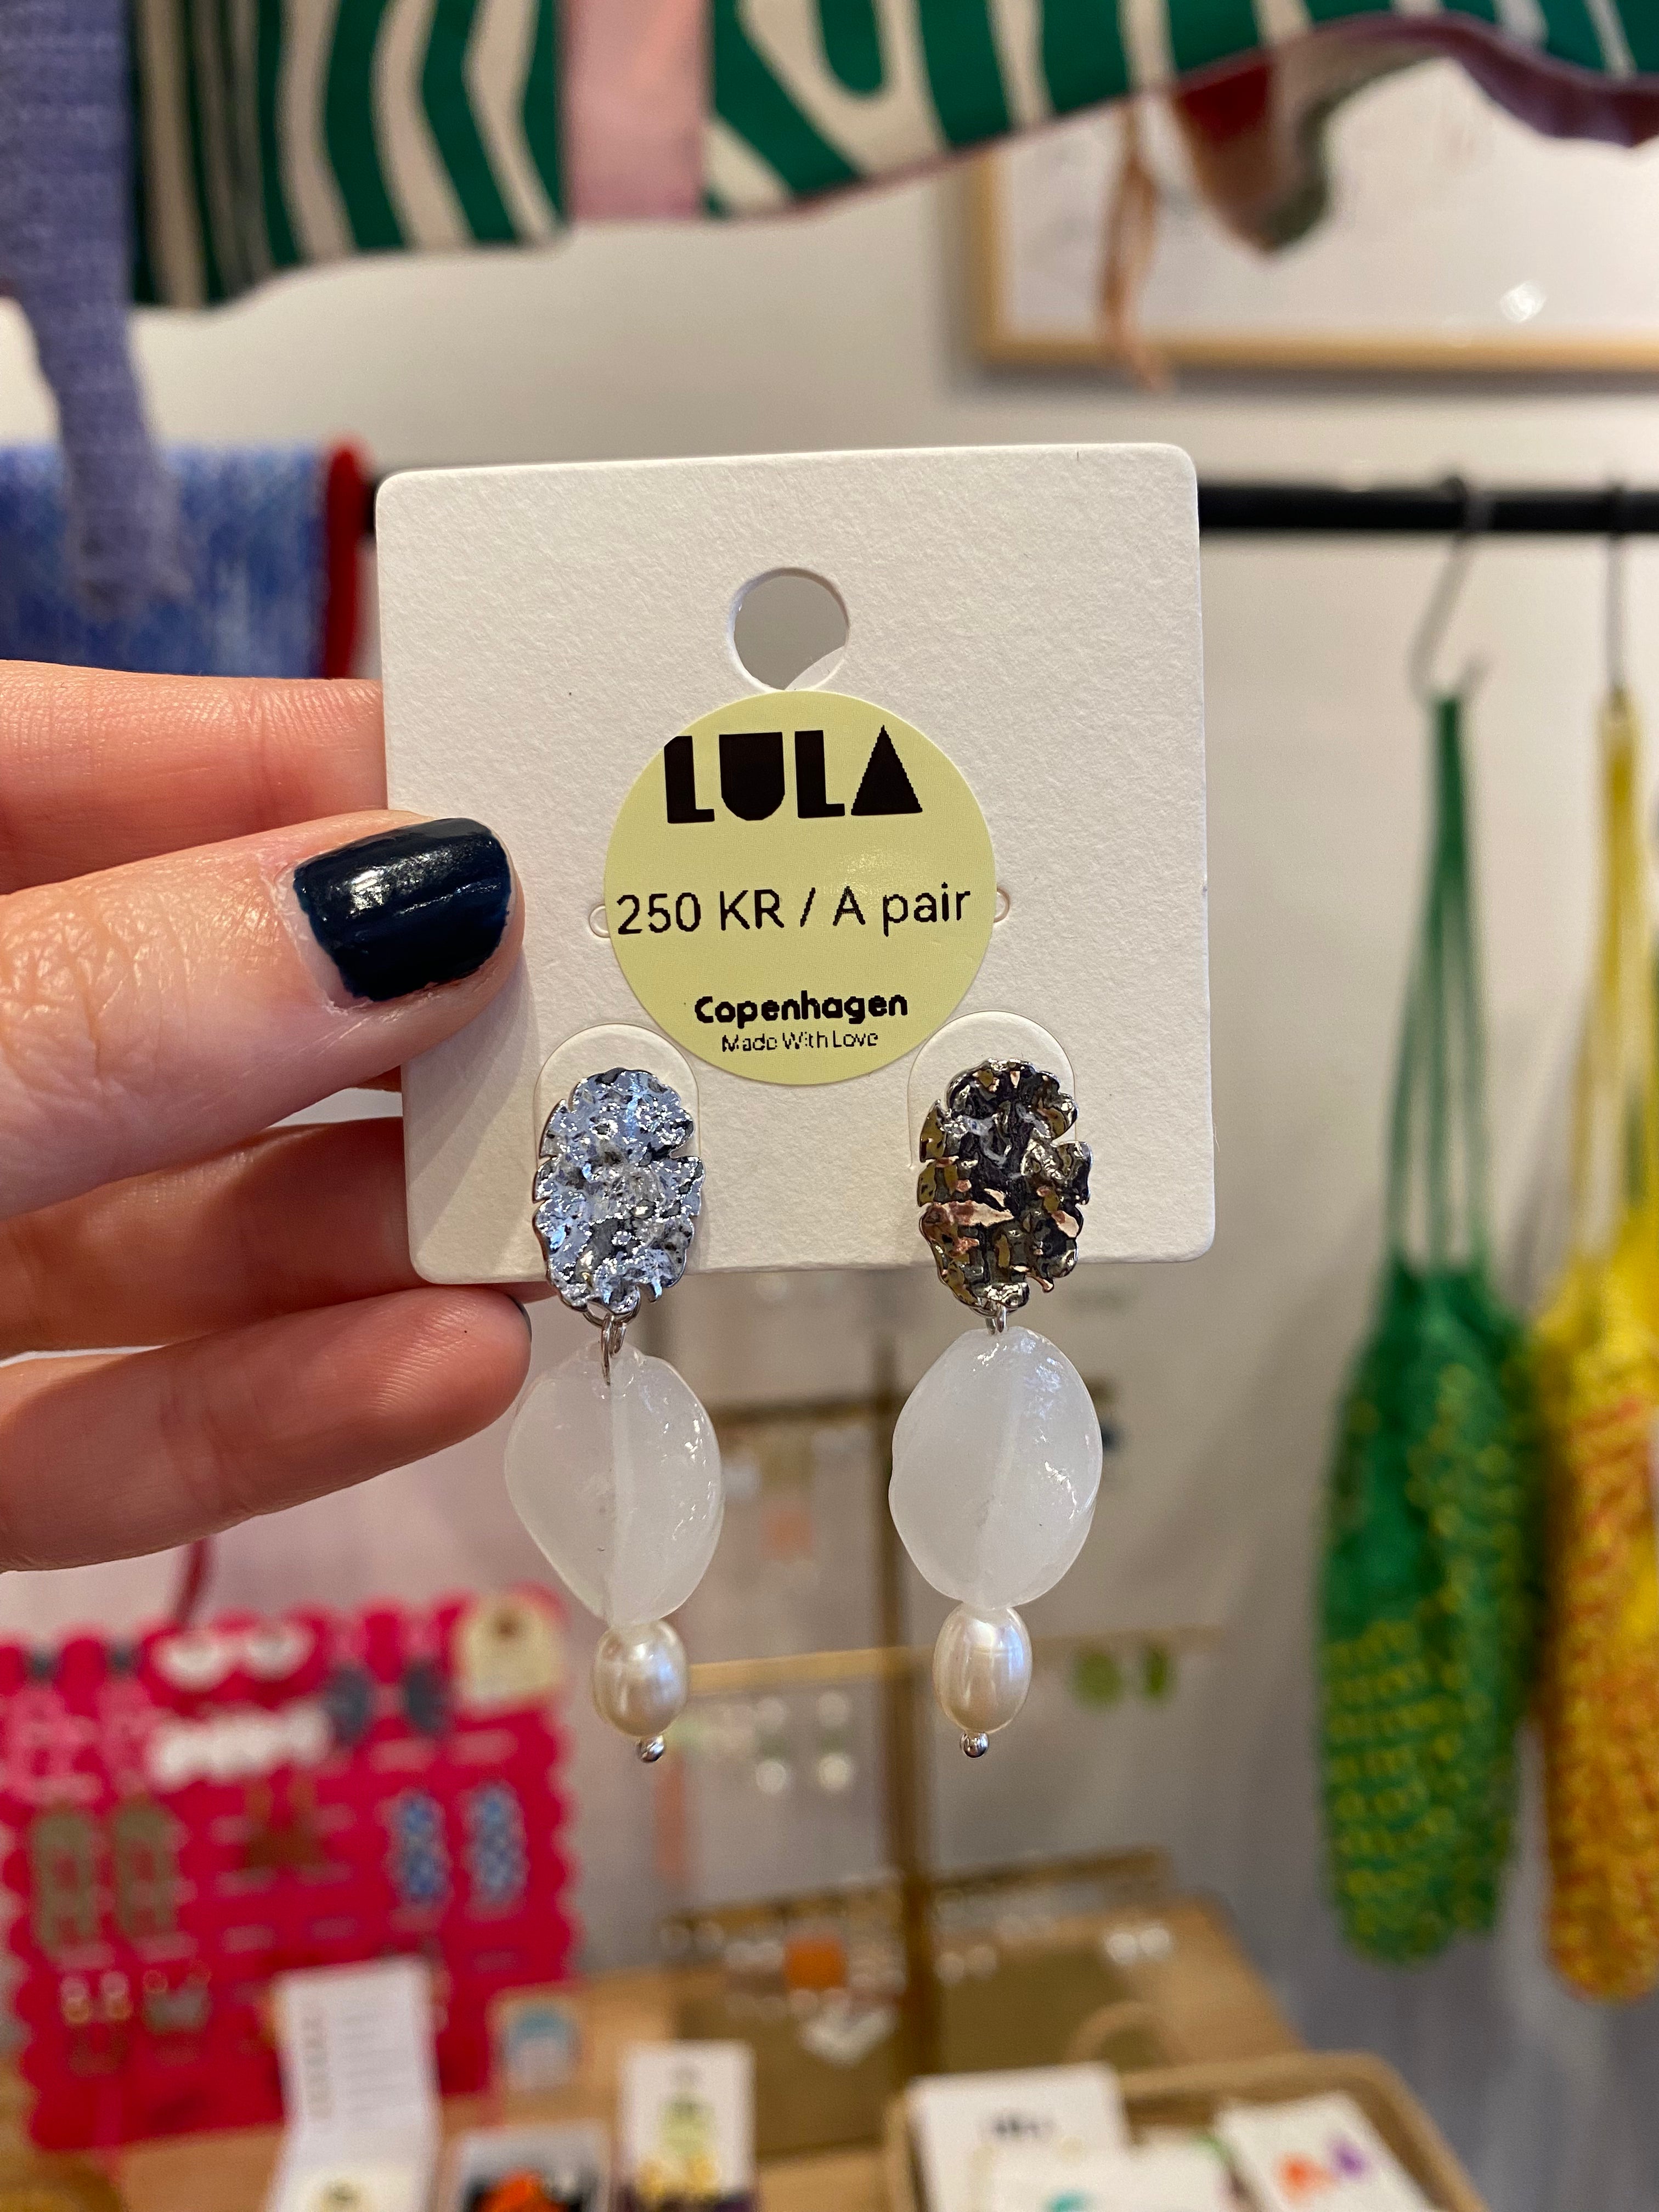 LULA
250 KR / A pair
Copenhagen
Made With Love